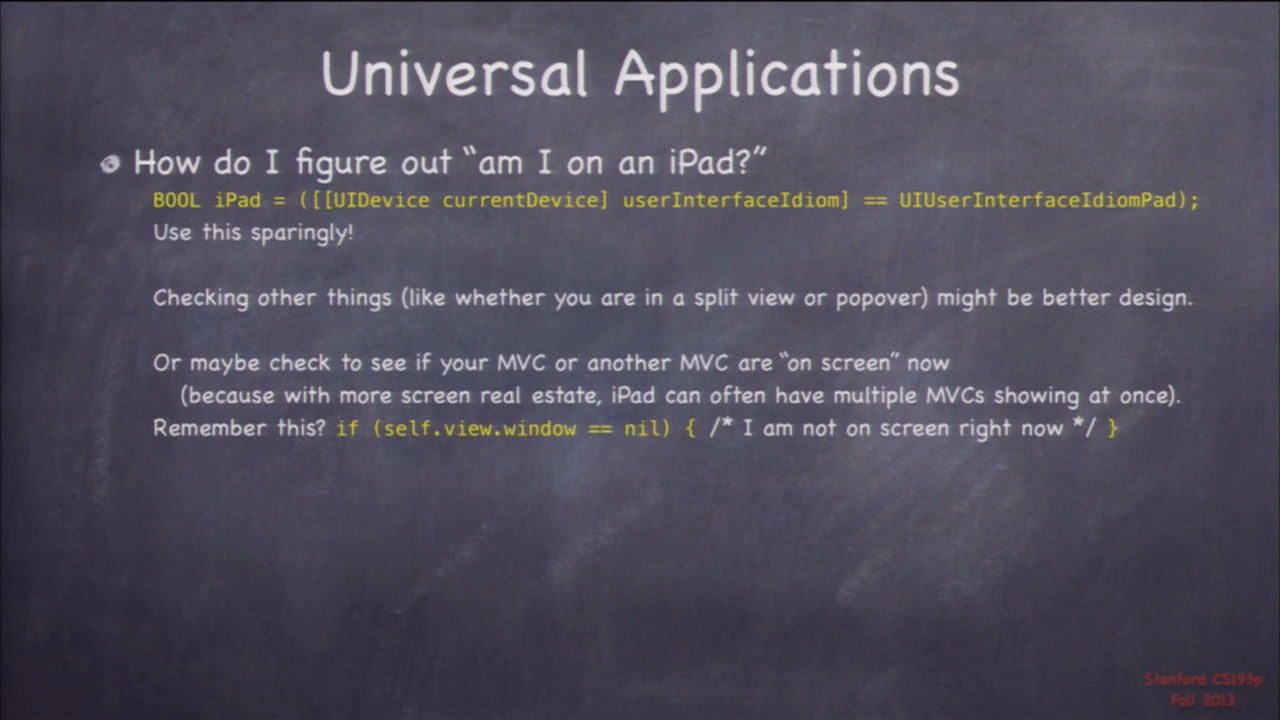 Universal Applications
How do I figure out “am I on an iPad?”
BOOL iPad = ([[UIDevice currentDevice] userInterfaceIdiom] == UIUserInterfaceIdiomPad);
Use this sparingly!
Checking other things (like whether you are in a split view or popover) might be better design.
Or maybe check to see if your MVC or another MVC are “on screen” now
(because with more screen real estate, iPad can often have multiple MVCs showing at once).
Remember this? if (self.view.window == nil) { /* I am not on screen right now */ }
Stanford CS193p
Fall 2013